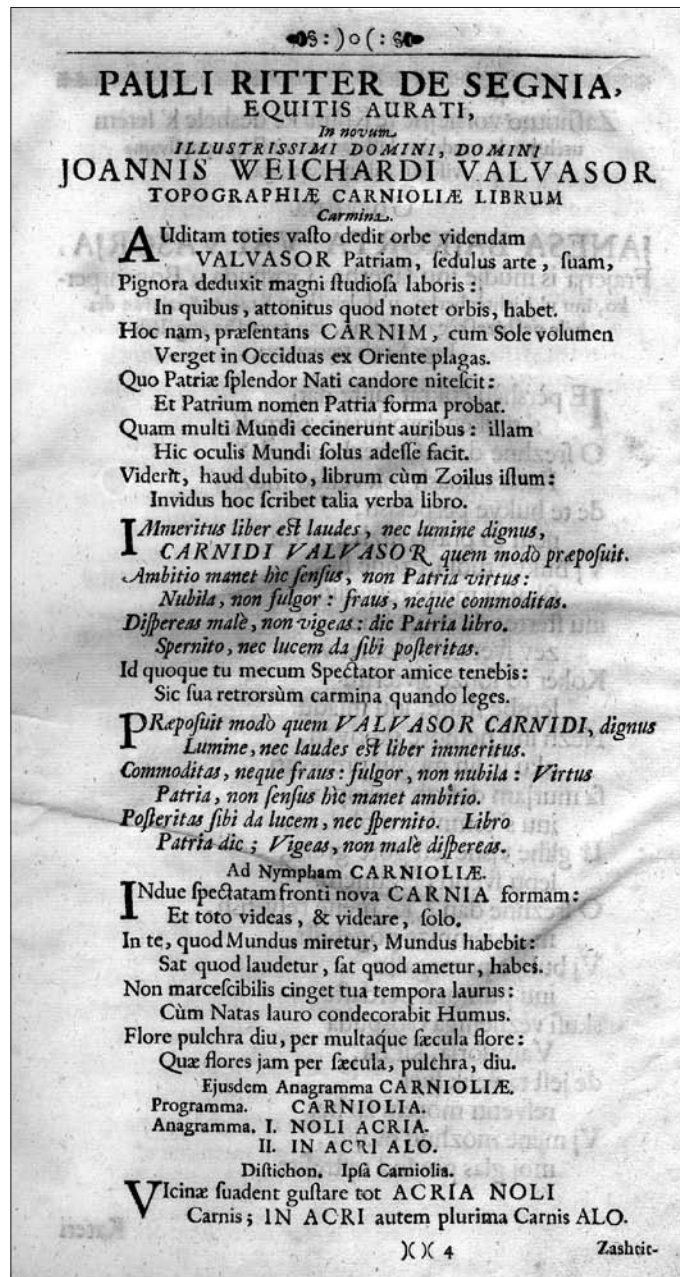 §:)o(:§
PAULI RITTER DE SEGNIA,
EQUITIS AURATI,
In novum
ILLUSTRISSIMI DOMINI, DOMINI
JOANNIS WEICHARDI VALVASOR
TOPOGRAPHIÆ CARNIOLIÆ LIBRUM
Carmina.
AUditam toties vaſto dedit orbe videndam
VALVASOR Patriam, ſedulus arte, ſuam,
Pignora deduxit magni ſtudioſa laboris:
In quibus, attonitus quod notet orbis, habet.
Hoc nam, præſentans CARNIM, cum Sole volumen
Verget in Occiduas ex Oriente plagas.
Quo Patriæ ſplendor Nati candore niteſcit:
Et Patrium nomen Patria forma probat.
Quam multi Mundi cecinerunt auribus: illam
Hic oculis Mundi ſolus adeſſe facit.
Viderit, haud dubito, librum cùm Zoilus iſtum:
Invidus hoc ſcribet talia verba libro.
IMmeritus liber eſt laudes, nec lumine dignus,
CARNIDI VALVASOR quem modò præpoſuit.
Ambitio manet hìc ſenſus, non Patria virtus:
Nubila, non fulgor: fraus, neque commoditas.
Diſpereas malè, non vigeas: dic Patria libro.
Spernito, nec lucem da ſibi poſteritas.
Id quoque tu mecum Spectator amice tenebis:
Sic ſua retrorsùm carmina quando leges.
PRæpoſuit modò quem VALVASOR CARNIDI, dignus
Lumine, nec laudes eſt liber immeritus.
Commoditas, neque fraus: fulgor, non nubila: Virtus
Patria, non ſenſus hìc manet ambitio.
Poſteritas ſibi da lucem, nec ſpernito. Libro
Patria dic; Vigeas, non malè diſpereas.
Ad Nympham CARNIOLIÆ.
INdue ſpectatam fronti nova CARNIA formam:
Et toto videas, & videare, ſolo.
In te, quod Mundus miretur, Mundus habebit:
Sat quod laudetur, ſat quod ametur, habes.
Non marceſcibilis cinget tua tempora laurus:
Cùm Natas lauro condecorabit Humus.
Flore pulchra diu, per multaq́ue ſæcula flore:
Quæ flores jam per ſæcula, pulchra, diu.
Ejusdem Anagramma CARNIOLIÆ.
Programma. CARNIOLIA.
Anagramma. I. NOLI ACRIA.
II. IN ACRI ALO.
Diſtichon. Ipſa Carniolia.
VIcinæ ſuadent guſtare tot ACRIA NOLI
Carnis; IN ACRI autem plurima Carnis ALO.
)( )( 4 Zashtit-